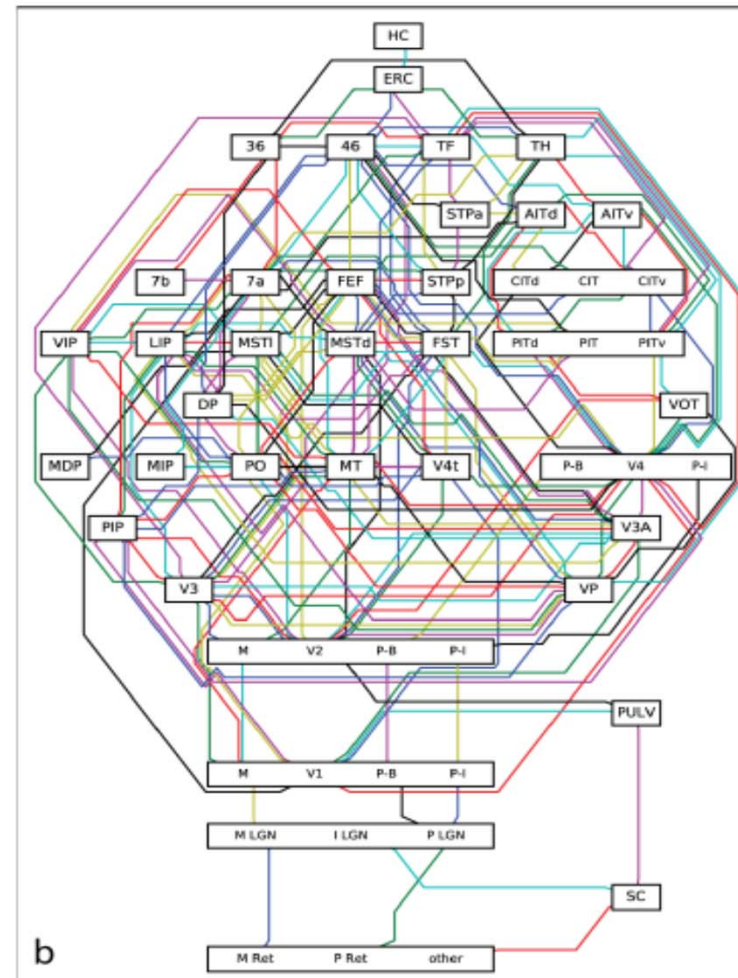 HC
ERC
36 46 TF TH
STPa AITd AITv
7b 7a FEF STPp CITd CIT CITv
VIP LIP MSTl MSTd FST PITd PIT PITv
DP VOT
MDP MIP PO MT V4t P-B V4 P-I
PIP V3A
V3 VP
M V2 P-B P-I
PULV
M V1 P-B P-I
M LGN I LGN P LGN
SC
b M Ret P Ret other